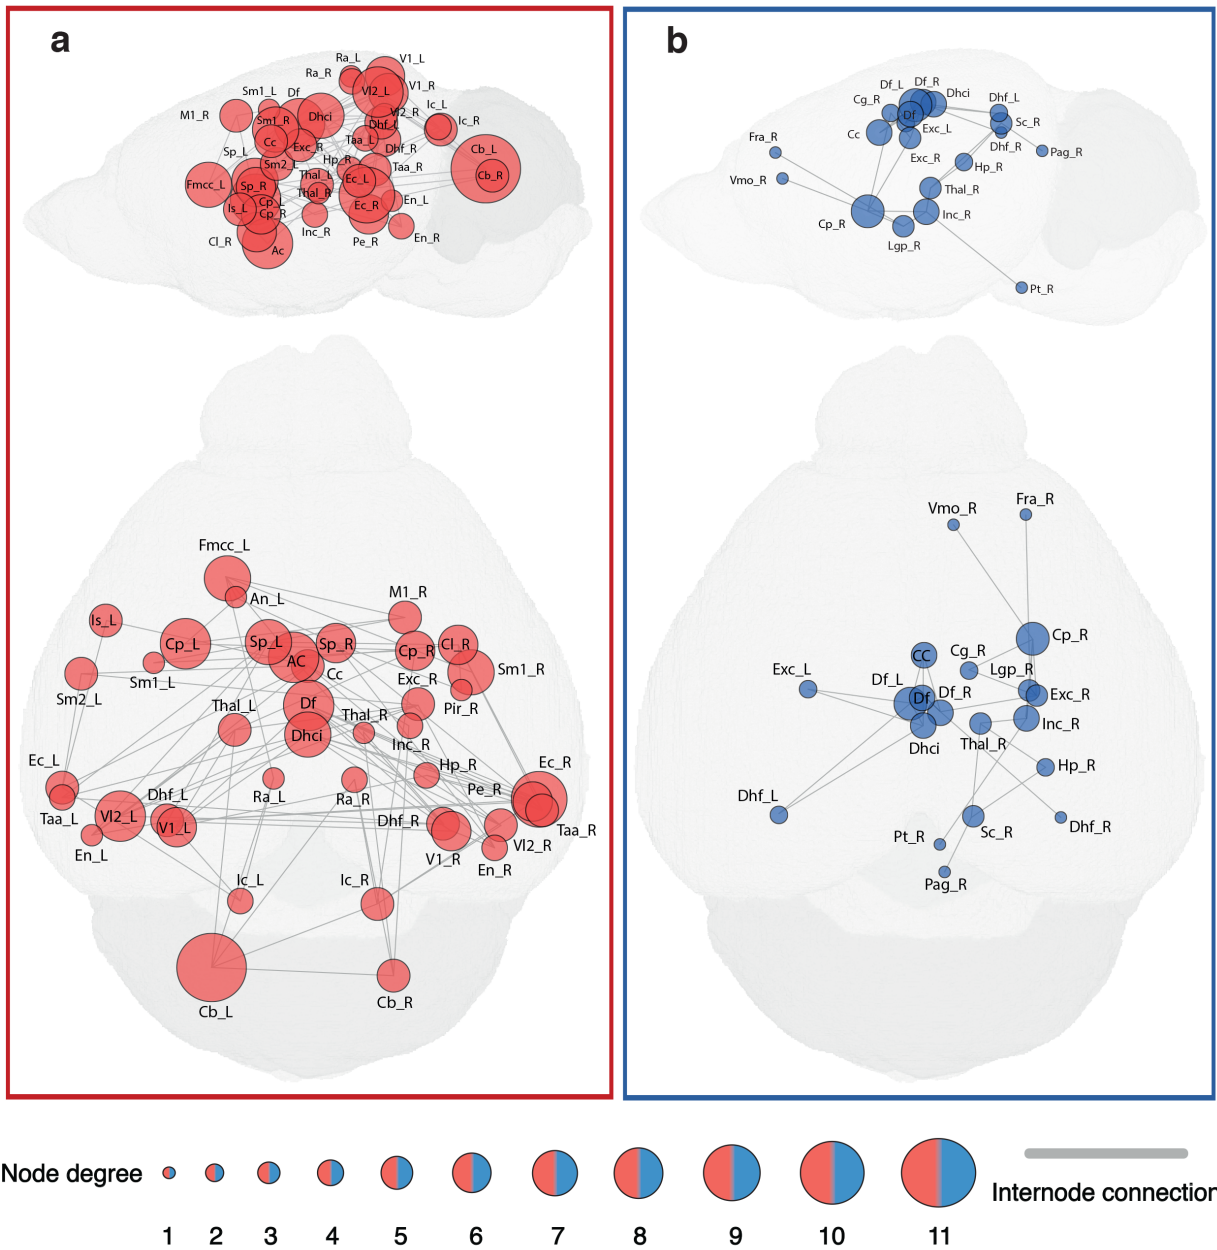 a
Ra_L
V1_L
Ra_R
Sm1_L
Df
Vl2_L
V1_R
M1_R
Sm1_R
Dhci
Vl2_R
Ic_L
Dhf_L
Ic_R
Cc
Exc_R
Taa_L
Dhf_R
Cb_L
Sp_L
Sm2_L
Hp_R
Taa_R
Fmcc_L
Sp_R
Thal_L
Ec_L
Cb_R
Thal_R
Is_L
Cp_L
Cp_R
Ec_R
En_L
Cl_R
Ac
Inc_R
Pe_R
En_R
Fmcc_L
An_L
M1_R
Is_L
Cp_L
Sp_L
Sp_R
Cp_R
Cl_R
AC
Cc
Sm1_R
Sm2_L
Sm1_L
Exc_R
Pir_R
Thal_L
Df
Thal_R
Dhci
Inc_R
Ec_L
Hp_R
Ec_R
Pe_R
Ra_L
Ra_R
Taa_L
Vl2_L
Dhf_L
V1_L
Dhf_R
Taa_R
En_L
V1_R
Vl2_R
En_R
Ic_L
Ic_R
Cb_L
Cb_R
b
Df_L
Df_R
Dhci
Cg_R
Df
Dhf_L
Sc_R
Cc
Exc_L
Fra_R
Dhf_R
Pag_R
Exc_R
Hp_R
Vmo_R
Thal_R
Cp_R
Inc_R
Lgp_R
Pt_R
Vmo_R
Fra_R
Cp_R
CC
Cg_R
Exc_L
Lgp_R
Df_L
Df
Df_R
Exc_R
Inc_R
Dhci
Thal_R
Hp_R
Dhf_L
Sc_R
Dhf_R
Pt_R
Pag_R
Node degree
Internode connection
1 2 3 4 5 6 7 8 9 10 11